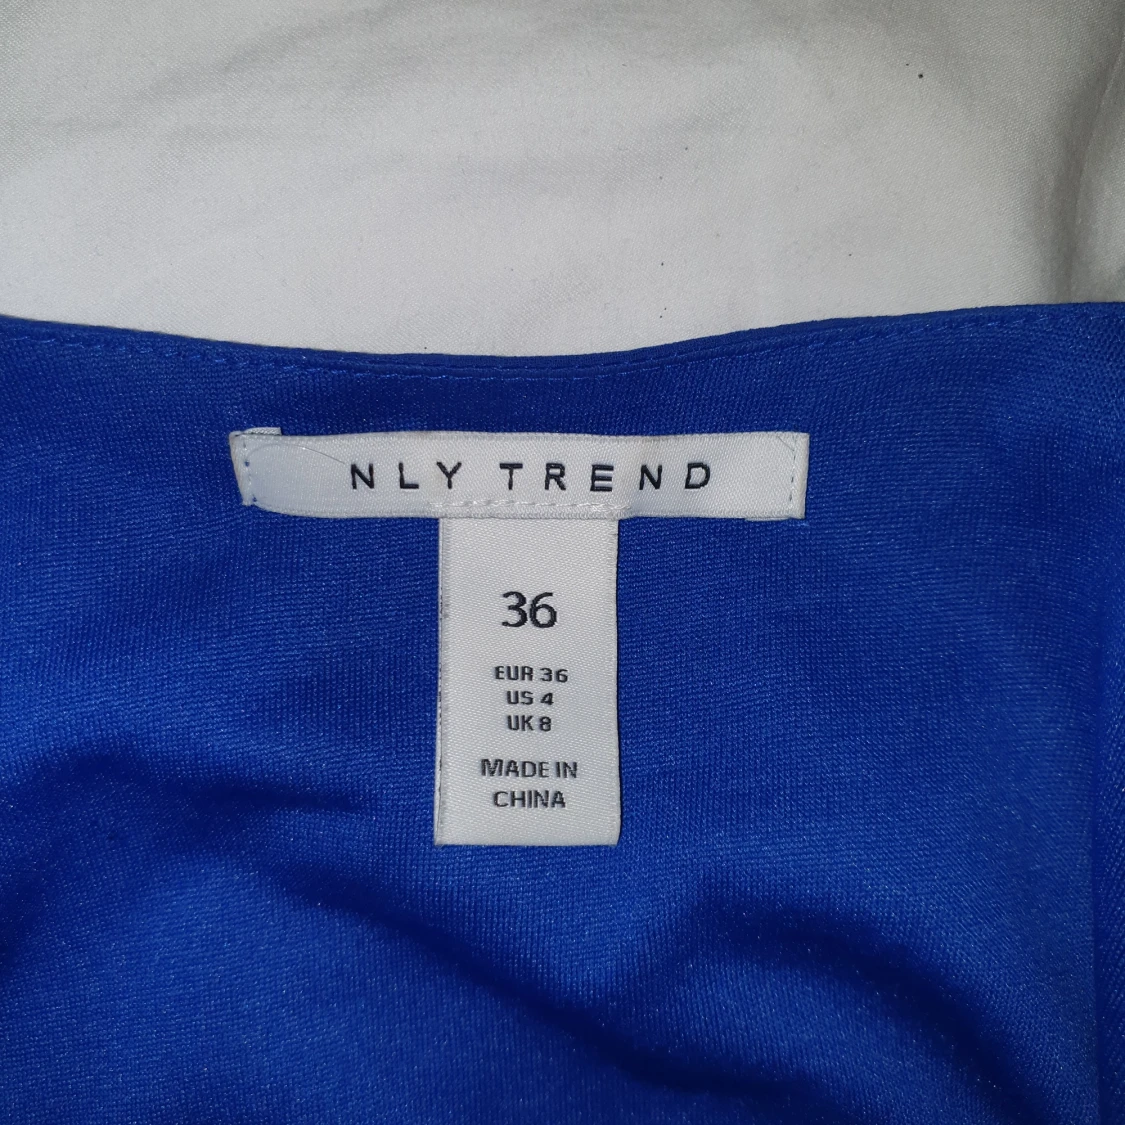 NLY TREND
36
EUR 36
US 4
UK 8
MADE IN
CHINA